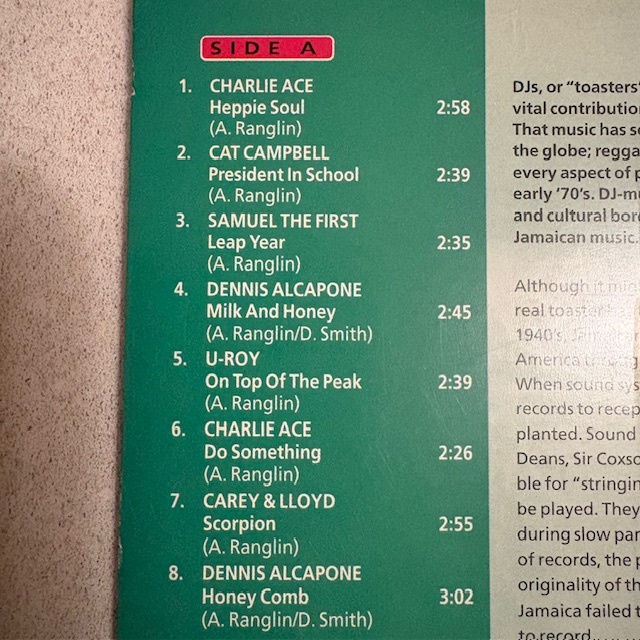 SIDE A
1. CHARLIE ACE
Heppie Soul 2:58
(A. Ranglin)
2. CAT CAMPBELL
President In School 2:39
(A. Ranglin)
3. SAMUEL THE FIRST
Leap Year 2:35
(A. Ranglin)
4. DENNIS ALCAPONE
Milk And Honey 2:45
(A. Ranglin/D. Smith)
5. U-ROY
On Top Of The Peak 2:39
(A. Ranglin)
6. CHARLIE ACE
Do Something 2:26
(A. Ranglin)
7. CAREY & LLOYD
Scorpion 2:55
(A. Ranglin)
8. DENNIS ALCAPONE
Honey Comb 3:02
(A. Ranglin/D. Smith)
DJs, or “toasters”
vital contributio
That music has s
the globe; regga
every aspect of p
early ’70’s. DJ-m
and cultural bor
Jamaican music.
Although it
real
1940's,
America
When sound sys
records to recep
planted. Sound
Deans, Sir Coxso
ble for “stringin
be played. They
during slow par
of records, the p
originality of th
Jamaica failed t
to record